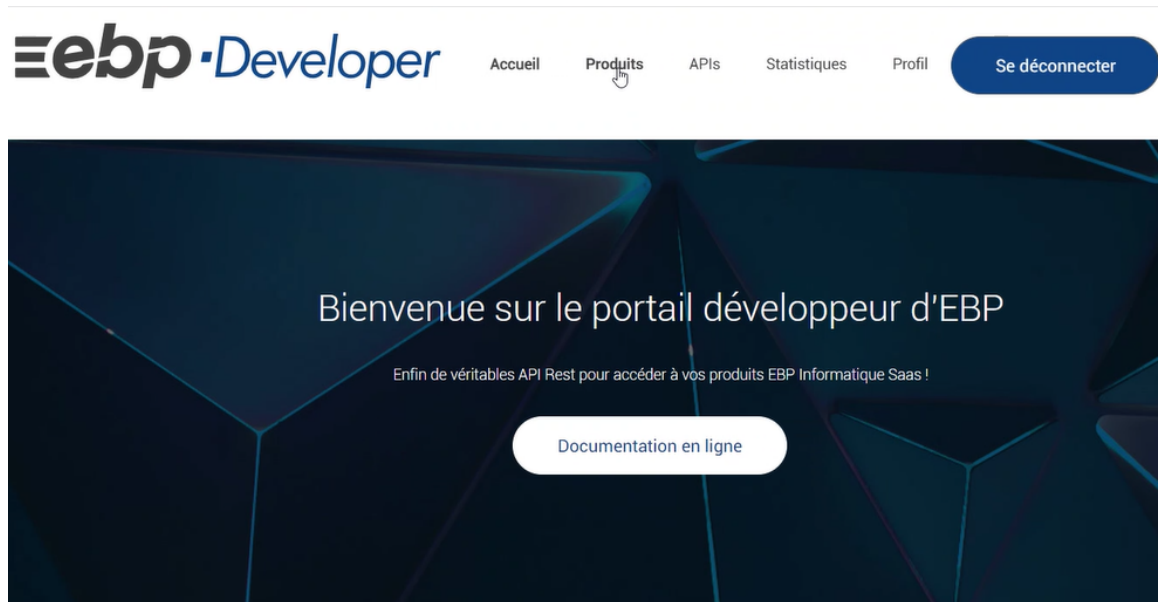 ebp·Developer
Accueil Produits APIs Statistiques Profil Se déconnecter
Bienvenue sur le portail développeur d'EBP
Enfin de véritables API Rest pour accéder à vos produits EBP Informatique Saas !
Documentation en ligne